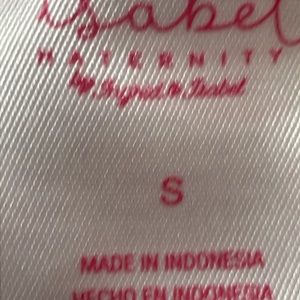 isabel
MATERNITY
by Ingrid & Isabel
S
MADE IN INDONESIA
HECHO EN INDONESIA